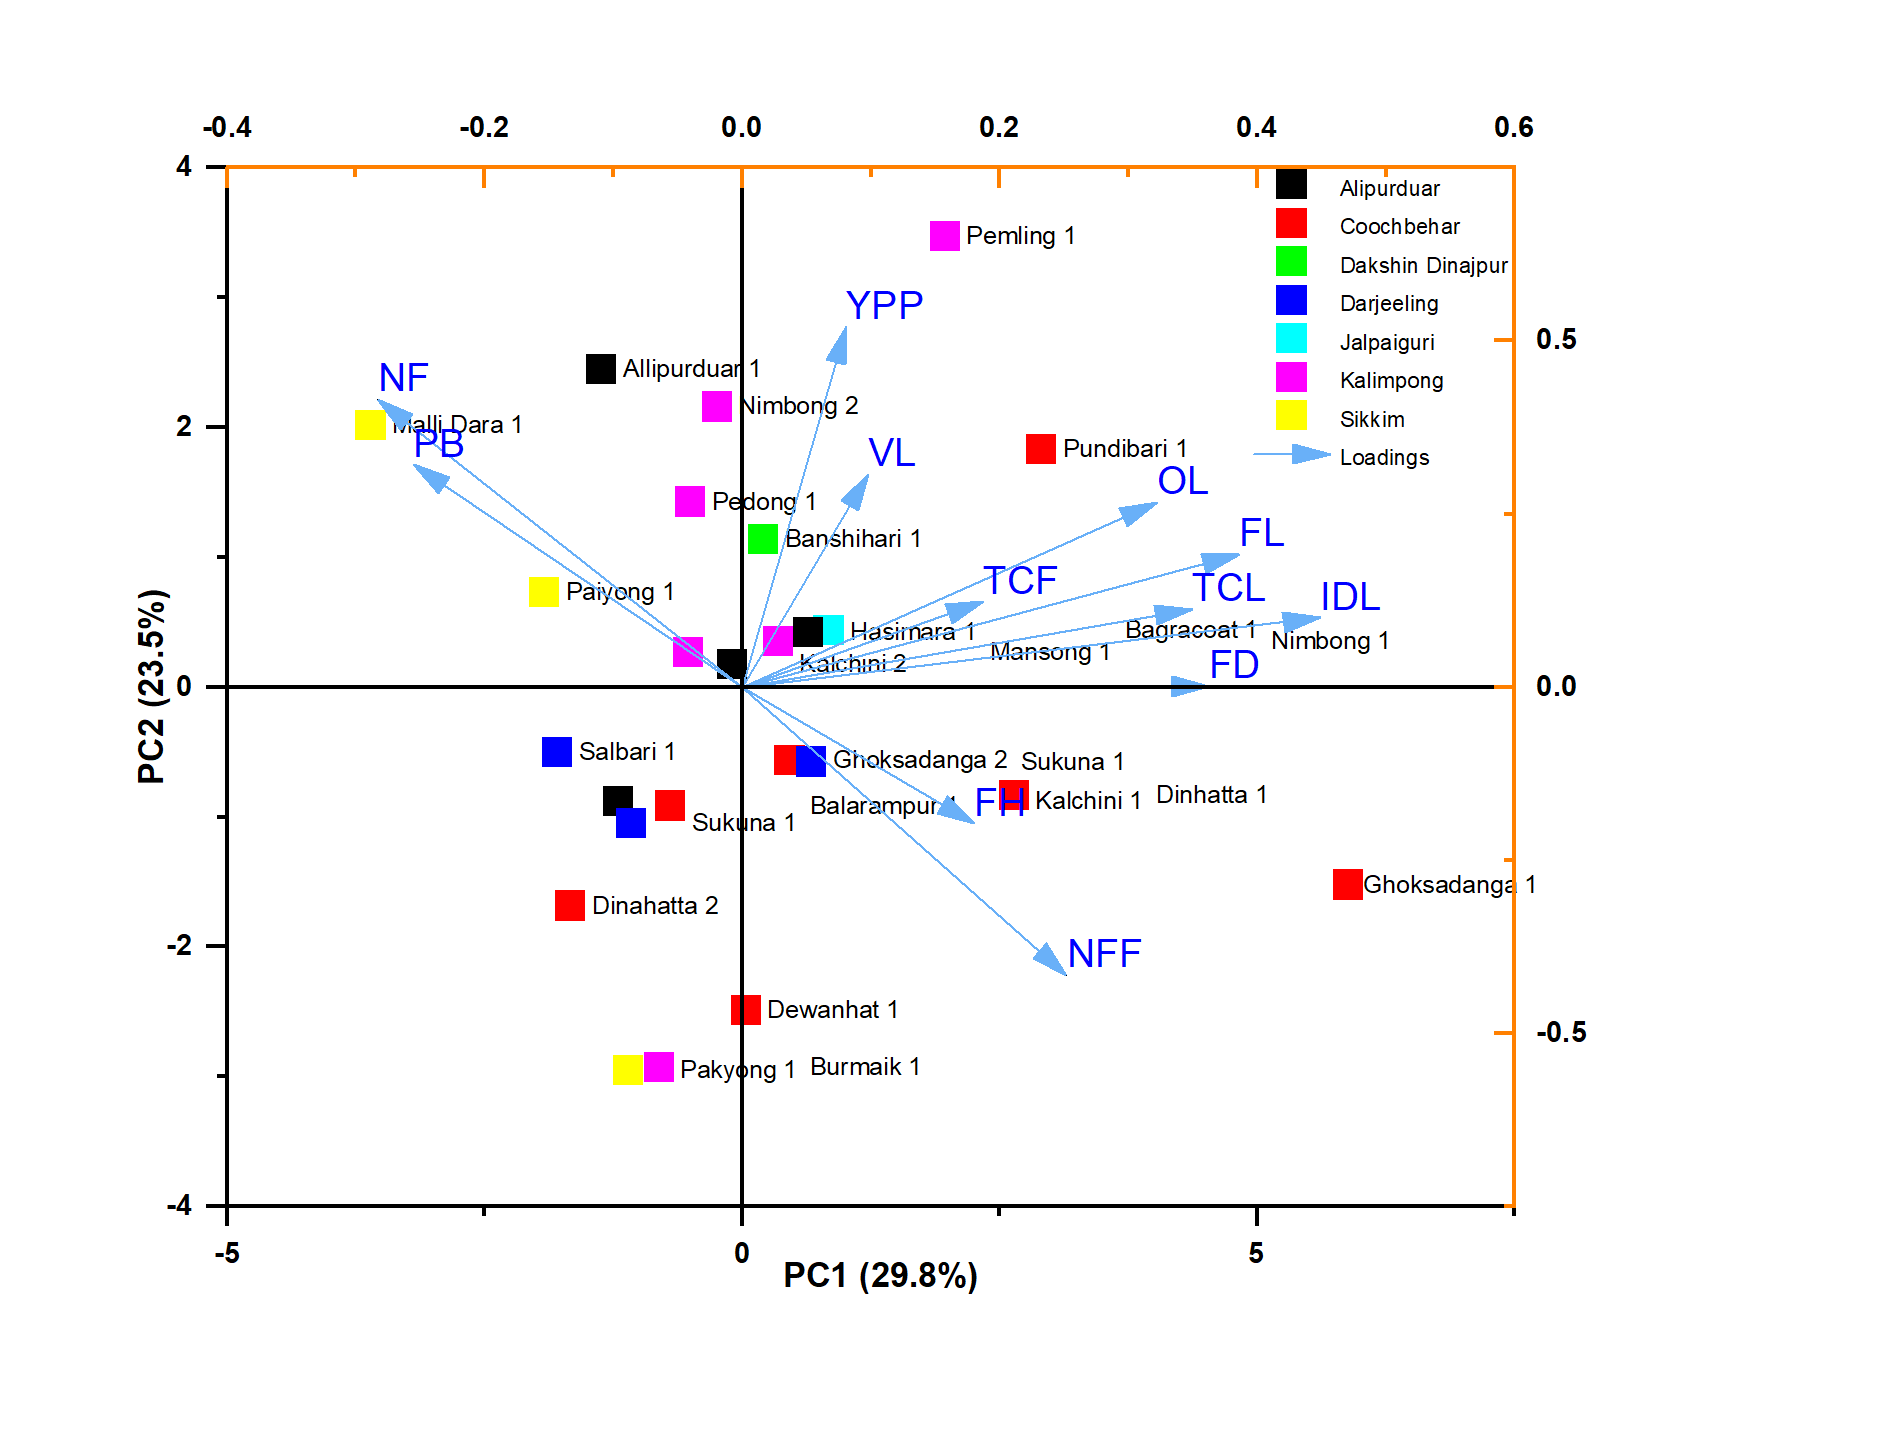 -0.4 -0.2 0.0 0.2 0.4 0.6
4
Alipurduar
Coochbehar
Pemling 1
Dakshin Dinajpur
YPP
Darjeeling
0.5
Jalpaiguri
Allipurduar 1
NF
Kalimpong
Nimbong 2
Sikkim
2
Malli Dara 1
PB
VL
Pundibari 1
Loadings
OL
Pedong 1
FL
Banshihari 1
TCF
TCL
Paiyong 1
IDL
Hasimara 1
Bagracoat 1
Nimbong 1
Mansong 1
Kalchini 2
FD
0
0.0
PC2 (23.5%)
Salbari 1
Ghoksadanga 2
Sukuna 1
Dinhatta 1
Kalchini 1
Balarampur 1
FH
Sukuna 1
Ghoksadanga 1
Dinahatta 2
-2
NFF
Dewanhat 1
-0.5
Pakyong 1
Burmaik 1
-4
-5 0 5
PC1 (29.8%)